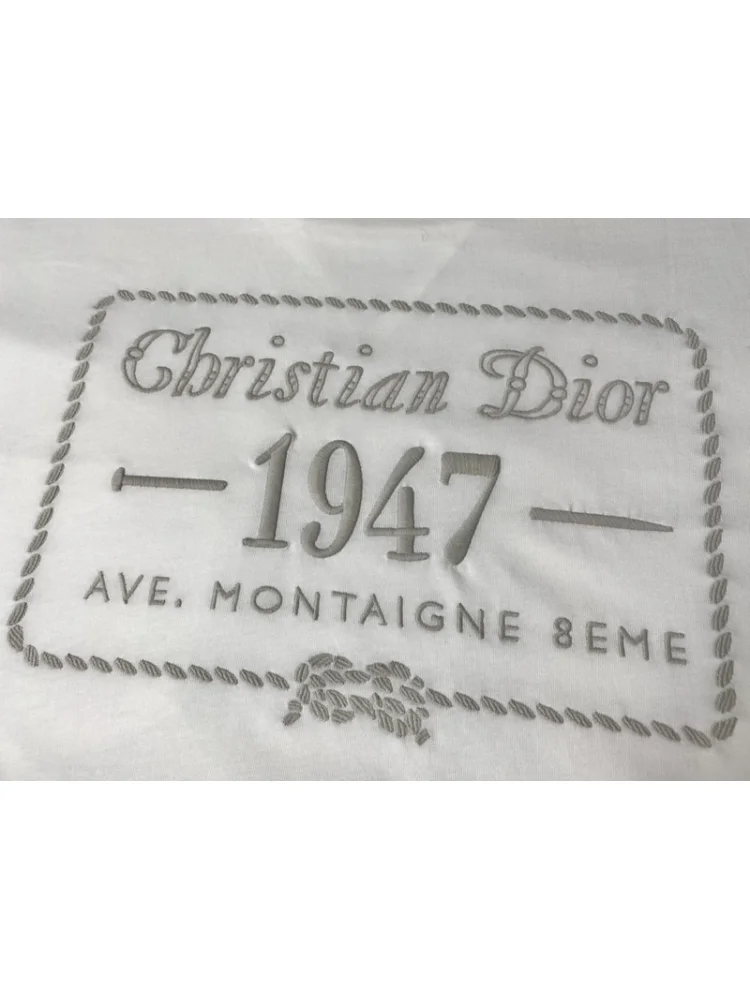 Christian Dior
1947
AVE. MONTAIGNE 8EME